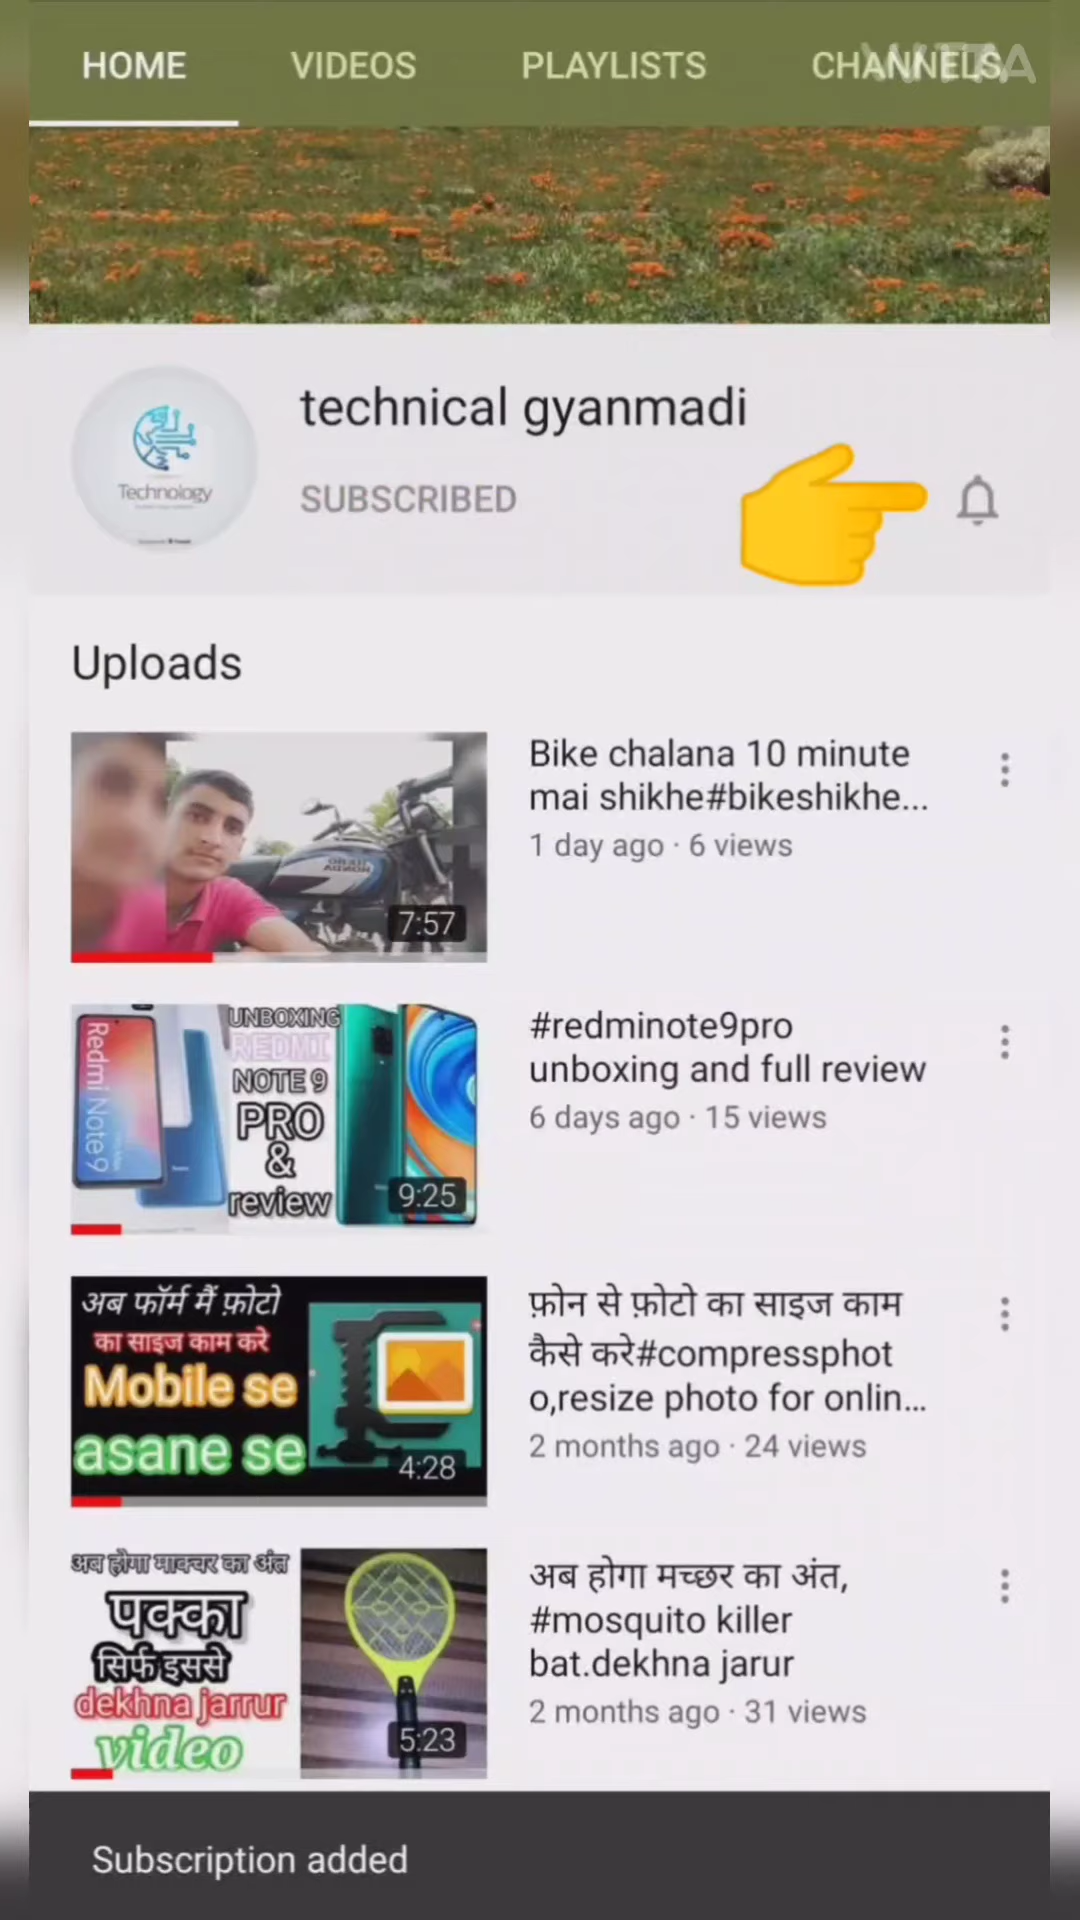 HOME VIDEOS PLAYLISTS CHANNELS
technical gyanmadi
Technology
SUBSCRIBED
Uploads
Bike chalana 10 minute
mai shikhe#bikeshikhe...
1 day ago · 6 views
7:57
UNBOXING
REDMI
NOTE 9
PRO
&
review
Redmi Note 9
9:25
#redminote9pro
unboxing and full review
6 days ago · 15 views
अब फॉर्म मैं फ़ोटो
का साइज काम करे
Mobile se
asane se
4:28
फ़ोन से फ़ोटो का साइज काम
कैसे करे#compressphot
o,resize photo for onlin...
2 months ago · 24 views
अब होगा माक्चर का अंत
पक्का
सिर्फ इससे
dekhna jarrur
video
5:23
अब होगा मच्छर का अंत,
#mosquito killer
bat.dekhna jarur
2 months ago · 31 views
Subscription added